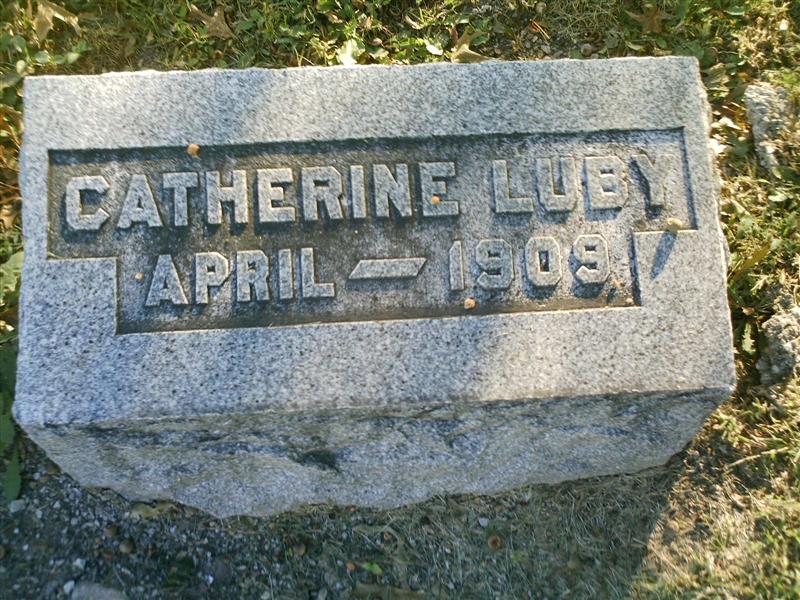 CATHERINE LUBY
APRIL — 1909